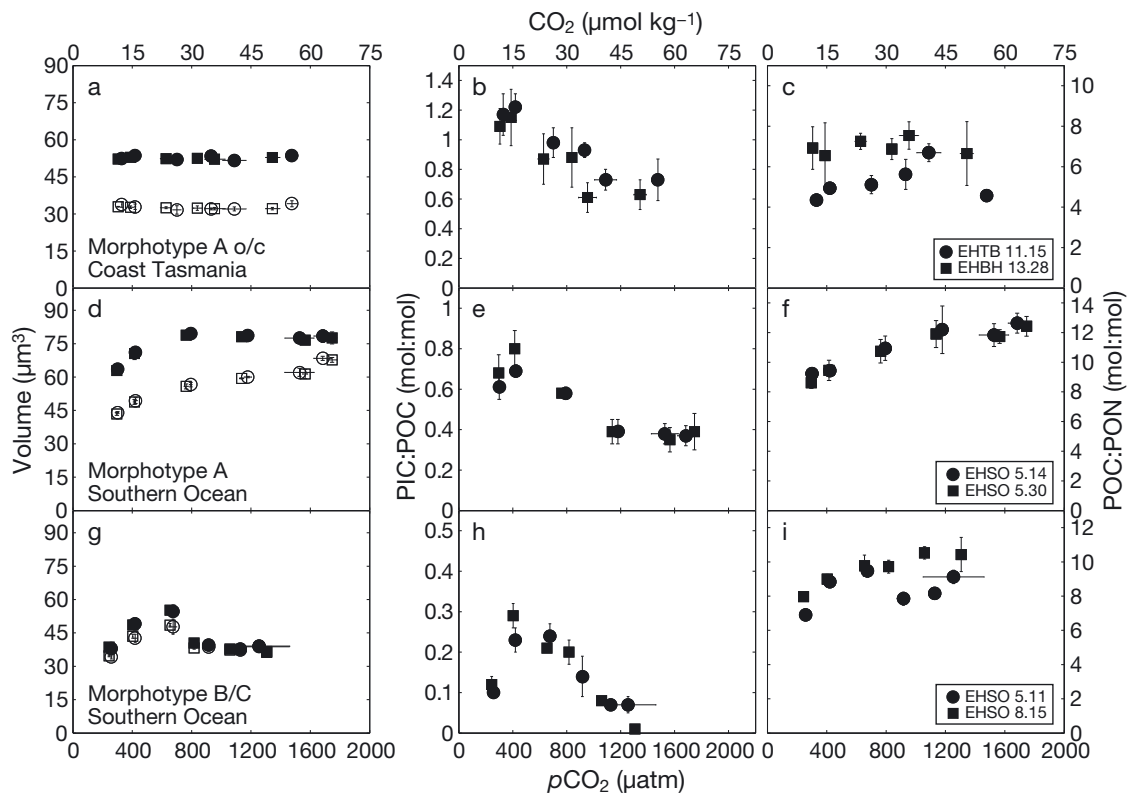 CO2 (µmol kg–1)
0 15 30 45 60 75 0 15 30 45 60 75 0 15 30 45 60 75
a
90
75
60
45
30
15
0
Morphotype A o/c
Coast Tasmania
b
1.4
1.2
1
0.8
0.6
0.4
0.2
0
c
10
8
6
4
2
0
EHTB 11.15
EHBH 13.28
Volume (µm3)
d
90
75
60
45
30
15
0
Morphotype A
Southern Ocean
PIC:POC (mol:mol)
e
1
0.8
0.6
0.4
0.2
0
f
14
12
10
8
6
4
2
0
POC:PON (mol:mol)
EHSO 5.14
EHSO 5.30
g
90
75
60
45
30
15
0
Morphotype B/C
Southern Ocean
h
0.5
0.4
0.3
0.2
0.1
0
i
12
10
8
6
4
2
0
EHSO 5.11
EHSO 8.15
0 400 800 1200 1600 2000 0 400 800 1200 1600 2000 0 400 800 1200 1600 2000
pCO2 (µatm)